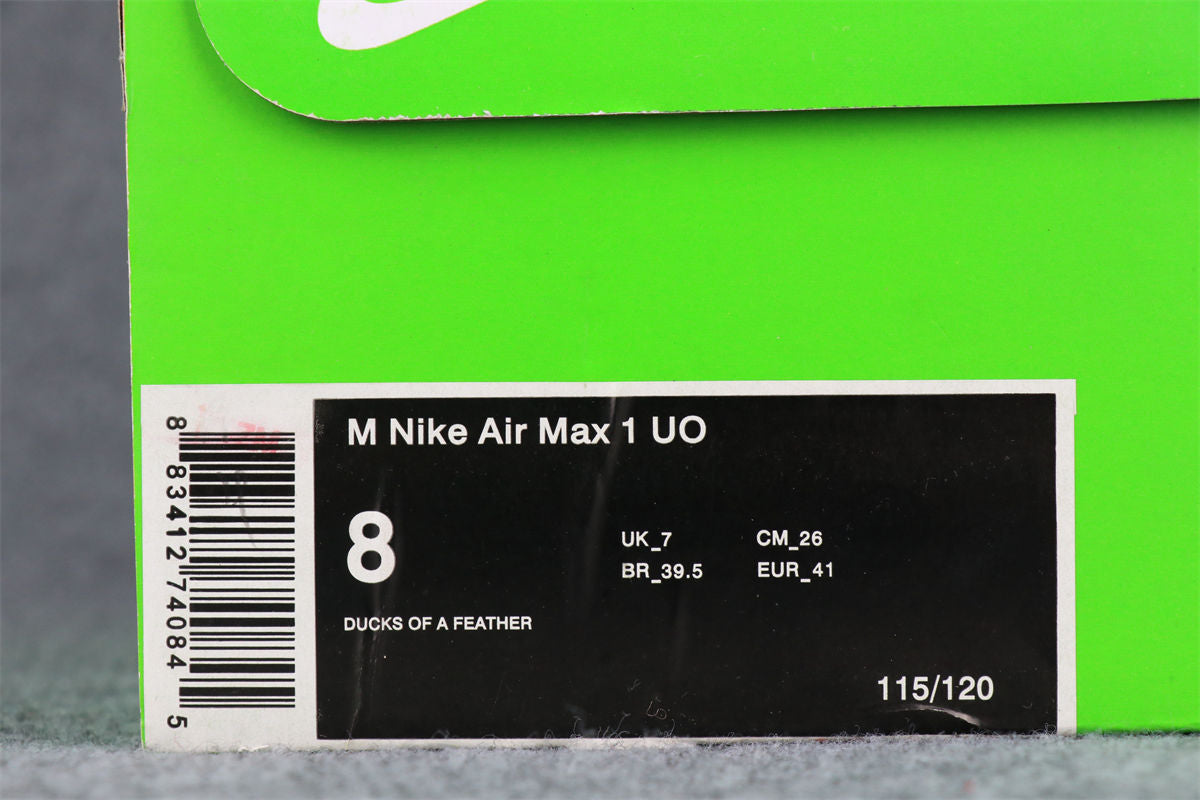 M Nike Air Max 1 UO
8
UK_7 CM_26
BR_39.5 EUR_41
DUCKS OF A FEATHER
115/120
8 83412 74084 5